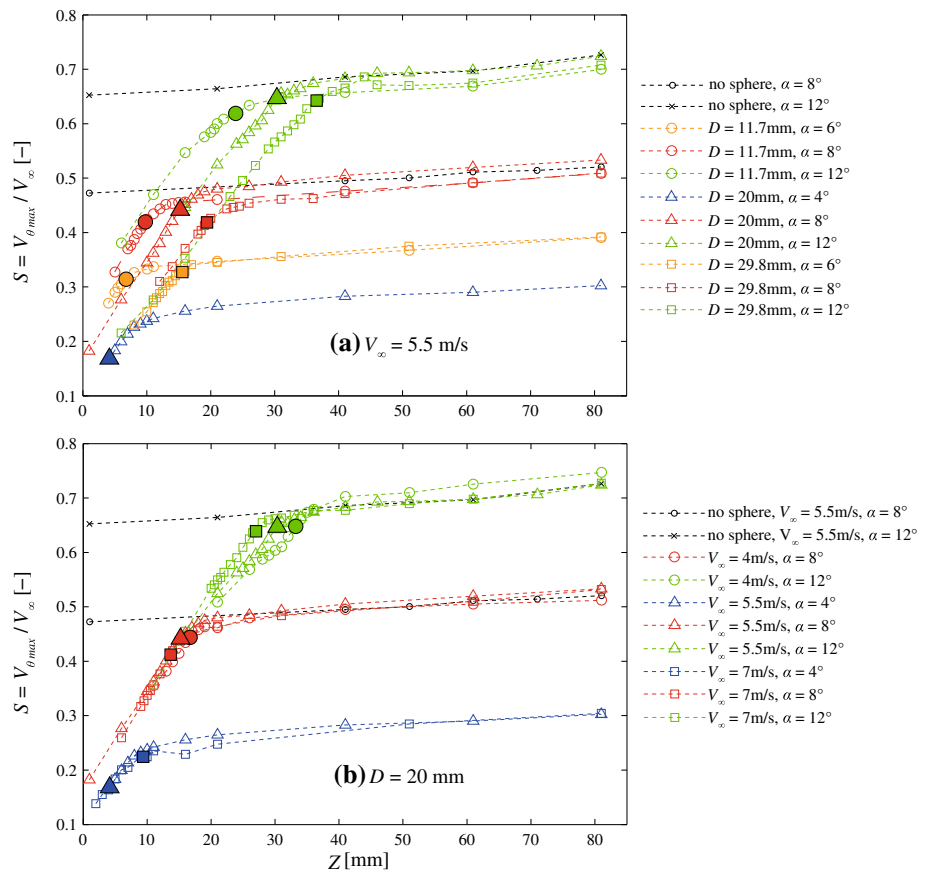 0.8
0.7
0.6
0.5
0.4
0.3
0.2
0.1
S = V_θmax / V_∞ [−]
0 10 20 30 40 50 60 70 80
(a) V_∞ = 5.5 m/s
no sphere, α = 8°
no sphere, α = 12°
D = 11.7mm, α = 6°
D = 11.7mm, α = 8°
D = 11.7mm, α = 12°
D = 20mm, α = 4°
D = 20mm, α = 8°
D = 20mm, α = 12°
D = 29.8mm, α = 6°
D = 29.8mm, α = 8°
D = 29.8mm, α = 12°
0.8
0.7
0.6
0.5
0.4
0.3
0.2
0.1
S = V_θmax / V_∞ [−]
0 10 20 30 40 50 60 70 80
Z [mm]
(b) D = 20 mm
no sphere, V_∞ = 5.5m/s, α = 8°
no sphere, V_∞ = 5.5m/s, α = 12°
V_∞ = 4m/s, α = 8°
V_∞ = 4m/s, α = 12°
V_∞ = 5.5m/s, α = 4°
V_∞ = 5.5m/s, α = 8°
V_∞ = 5.5m/s, α = 12°
V_∞ = 7m/s, α = 4°
V_∞ = 7m/s, α = 8°
V_∞ = 7m/s, α = 12°